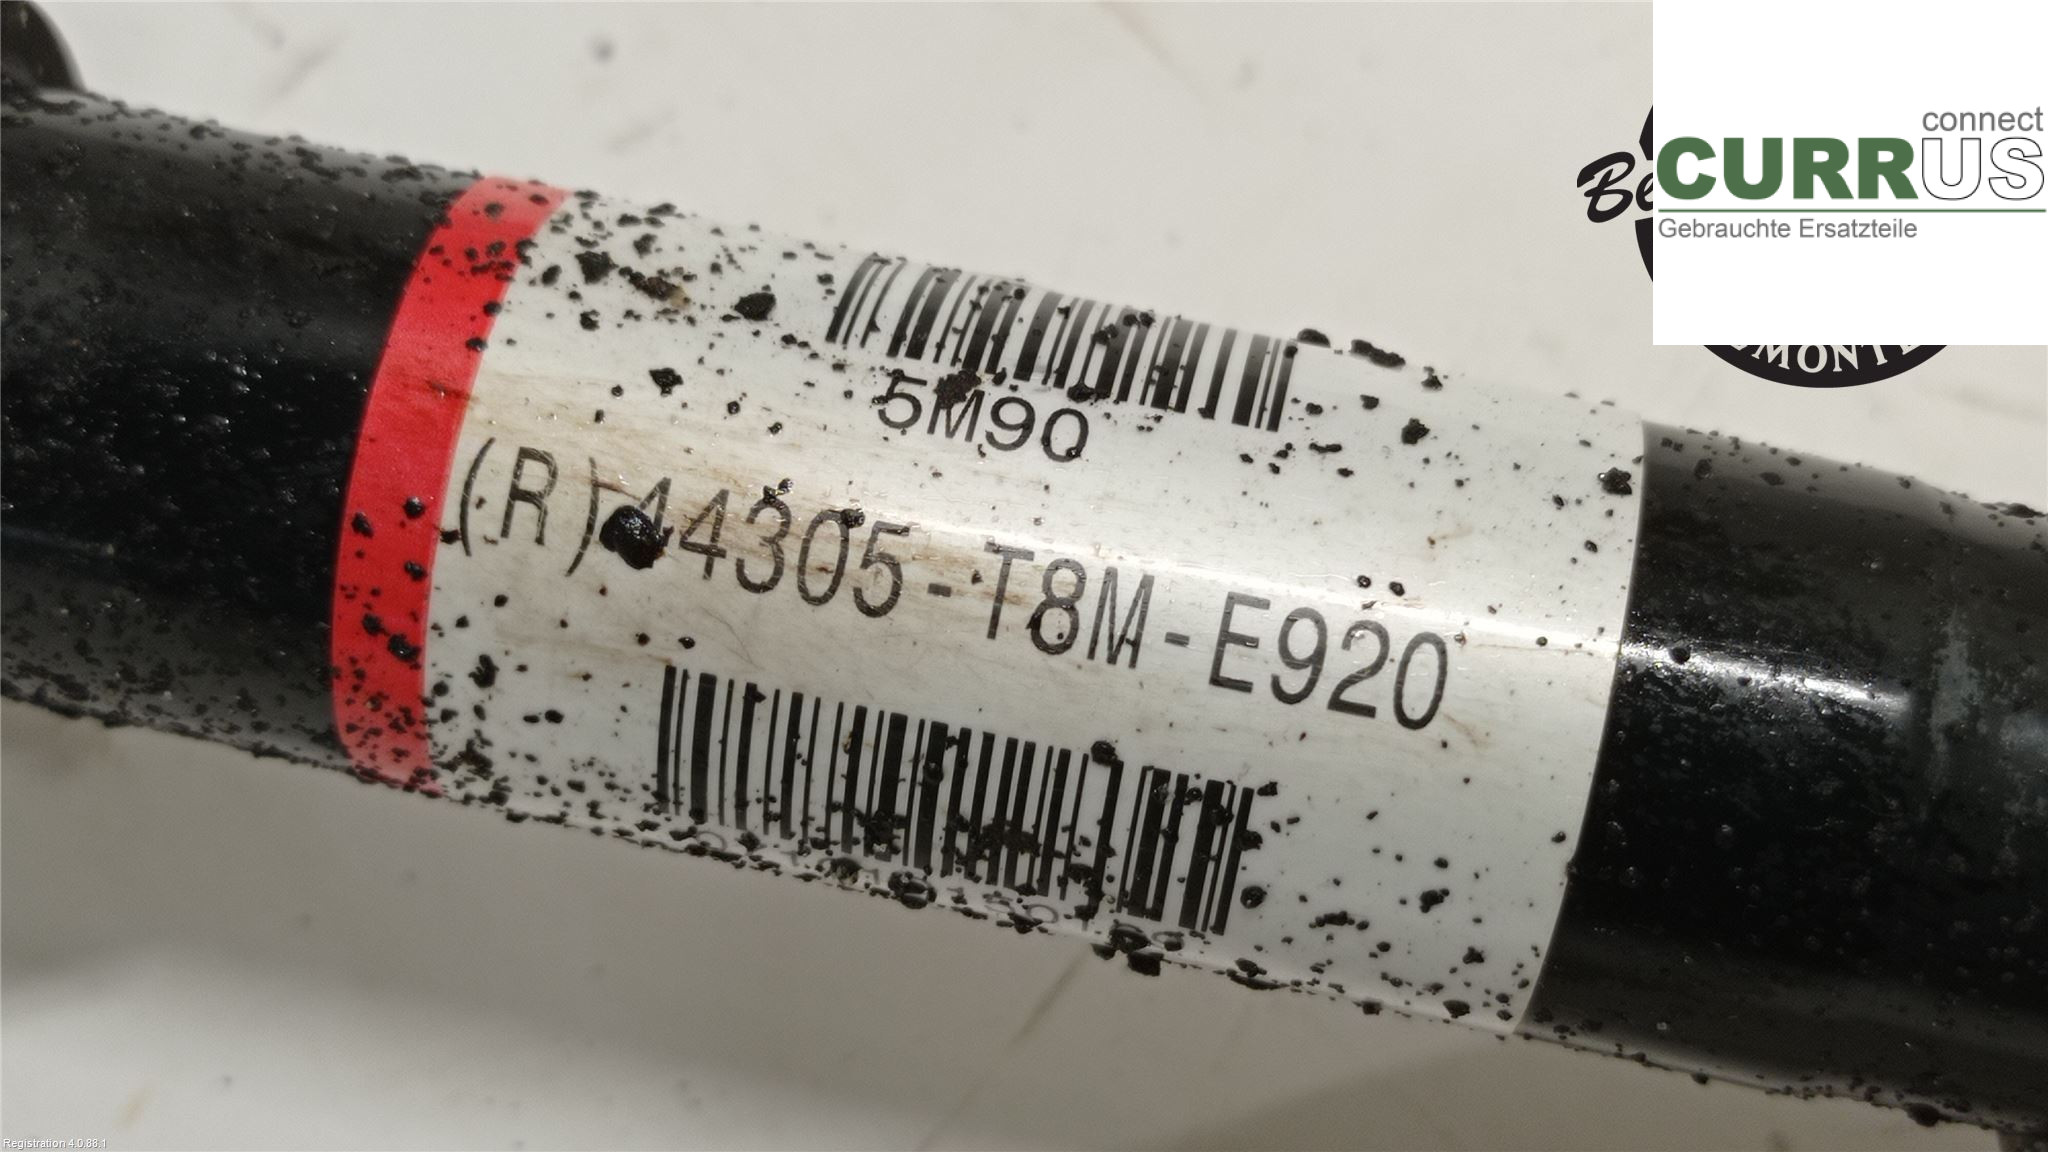 connect
CURRUS
Gebrauchte Ersatzteile
5M90
(R)44305-T8M-E920
Registration 4.0.88.1